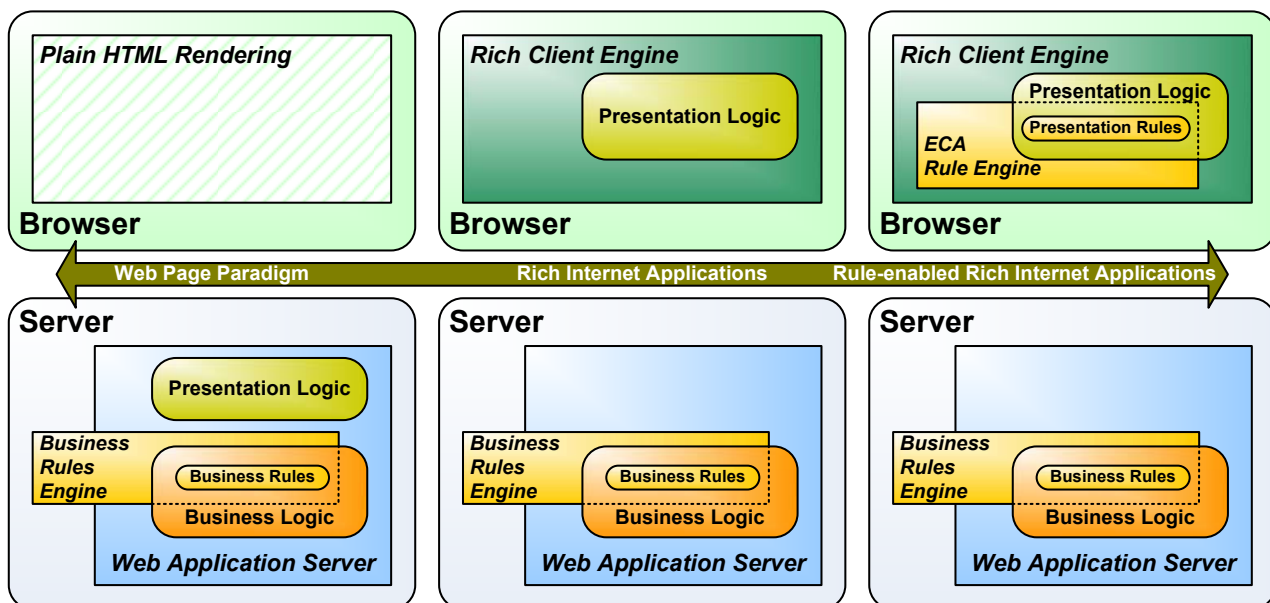 Plain HTML Rendering
Browser
Rich Client Engine
Presentation Logic
Browser
Rich Client Engine
Presentation Logic
Presentation Rules
ECA
Rule Engine
Browser
Web Page Paradigm
Rich Internet Applications
Rule-enabled Rich Internet Applications
Server
Presentation Logic
Business
Rules
Engine
Business Rules
Business Logic
Web Application Server
Server
Business
Rules
Engine
Business Rules
Business Logic
Web Application Server
Server
Business
Rules
Engine
Business Rules
Business Logic
Web Application Server